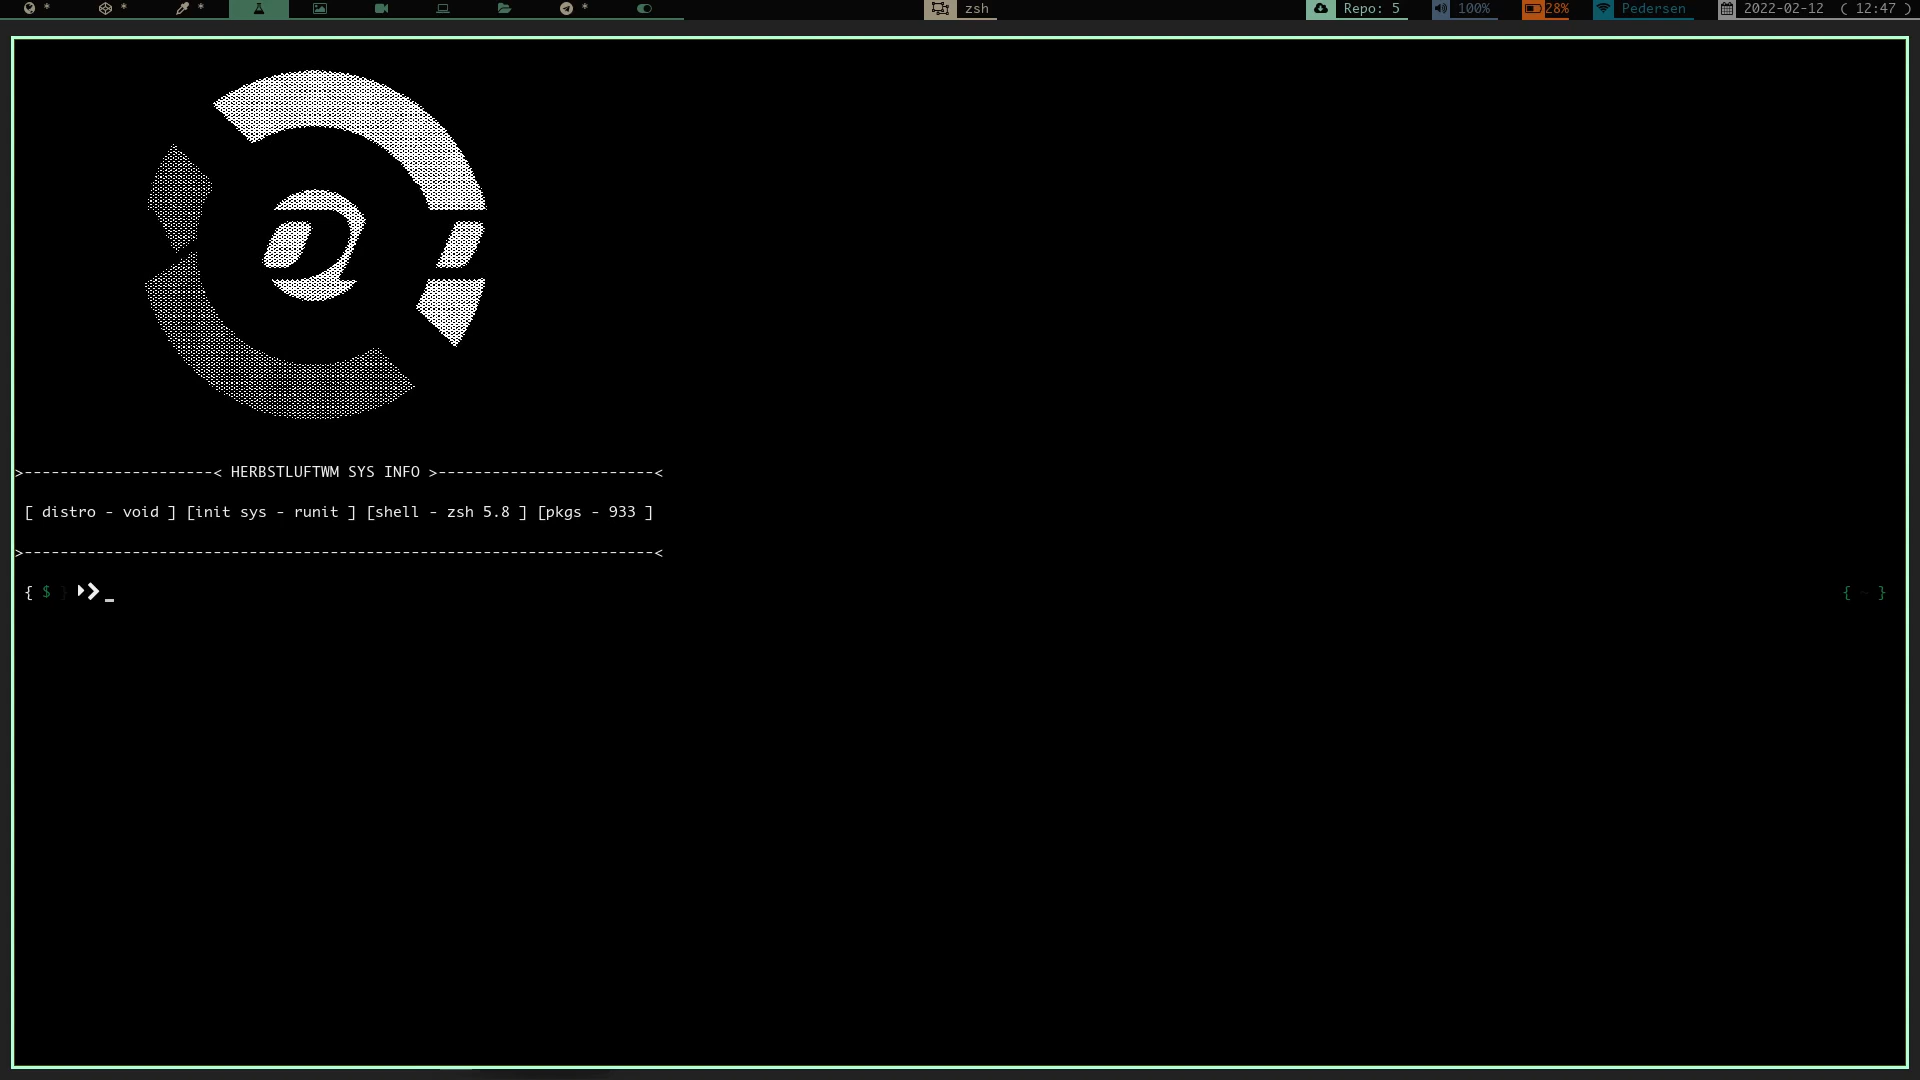 * * * * zsh Repo: 5 100% 28% Pedersen 2022-02-12 ( 12:47 )
>---------------------< HERBSTLUFTWM SYS INFO >------------------------<
[ distro - void ] [init sys - runit ] [shell - zsh 5.8 ] [pkgs - 933 ]
>----------------------------------------------------------------------<
{ $ } _ { ~ }